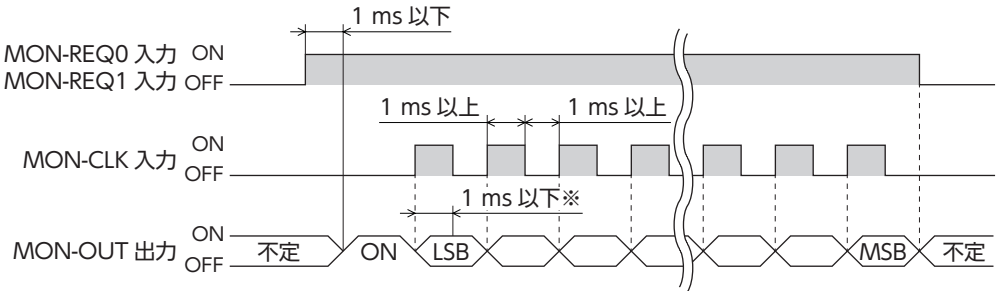 1 ms 以下
MON-REQ0 入力 ON
MON-REQ1 入力 OFF
1 ms 以上 1 ms 以上
MON-CLK 入力 ON
OFF
1 ms 以下※
MON-OUT 出力 ON
OFF
不定 ON LSB MSB 不定